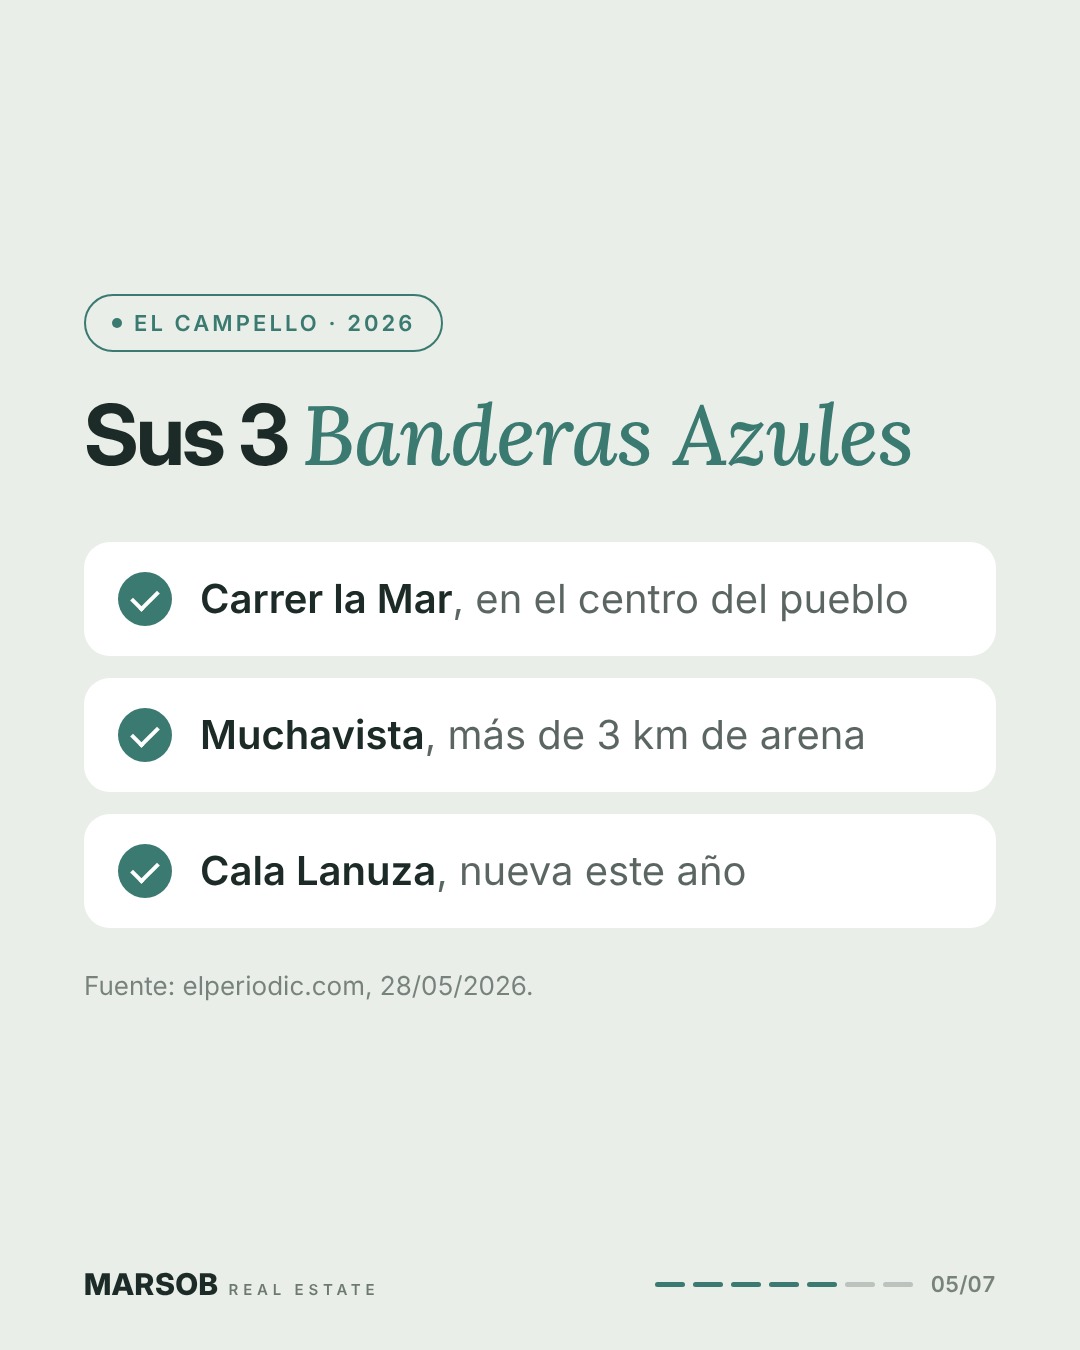 EL CAMPELLO · 2026
Sus 3 Banderas Azules
Carrer la Mar, en el centro del pueblo
Muchavista, más de 3 km de arena
Cala Lanuza, nueva este año
Fuente: elperiodic.com, 28/05/2026.
MARSOB REAL ESTATE
05/07